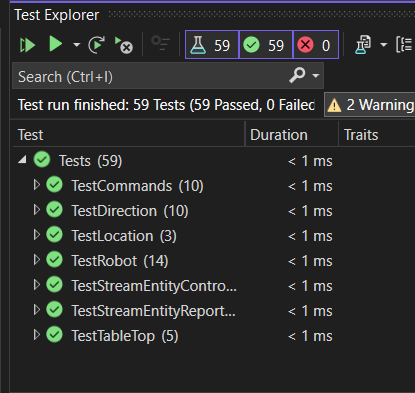 Test Explorer
59 59 0
Search (Ctrl+I)
Test run finished: 59 Tests (59 Passed, 0 Failed 2 Warning
Test Duration Traits
Tests (59) < 1 ms
TestCommands (10) < 1 ms
TestDirection (10) < 1 ms
TestLocation (3) < 1 ms
TestRobot (14) < 1 ms
TestStreamEntityContro... < 1 ms
TestStreamEntityReport... < 1 ms
TestTableTop (5) < 1 ms